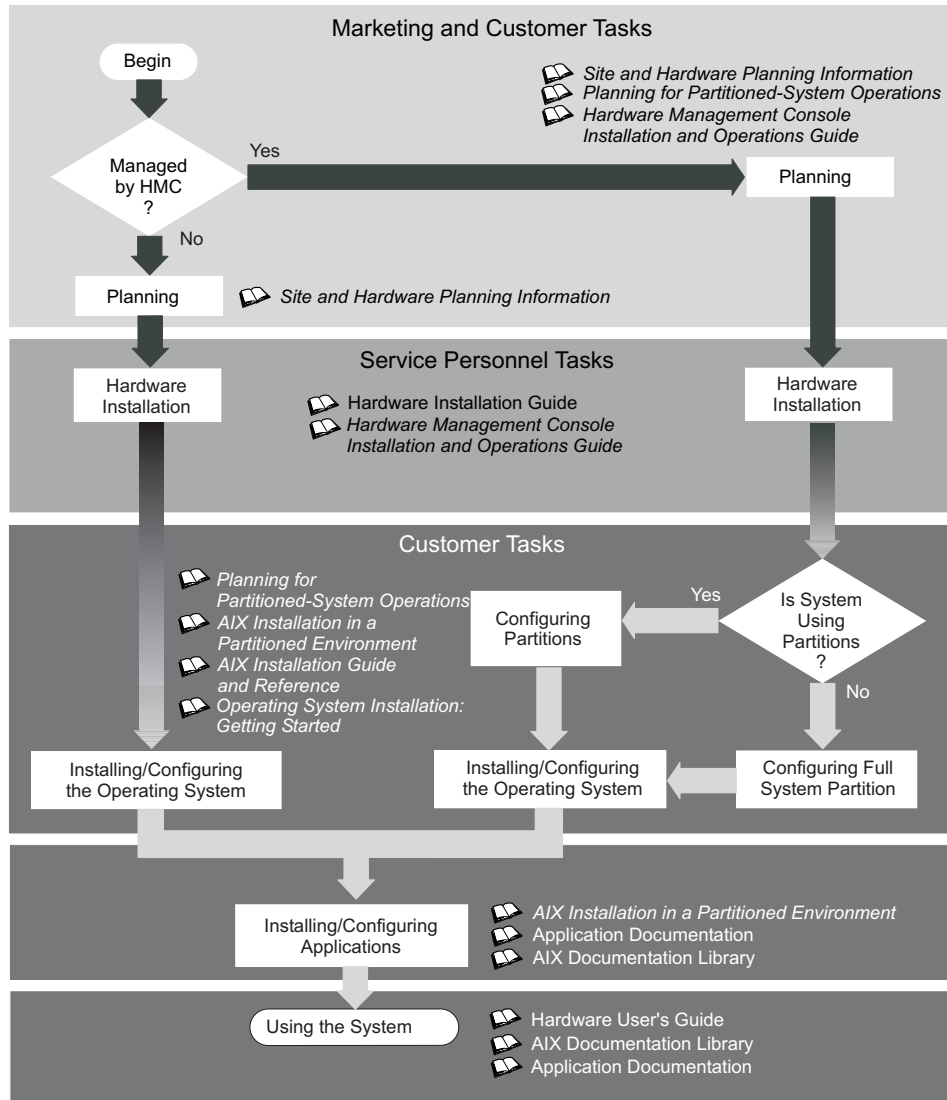 Marketing and Customer Tasks
Begin
Site and Hardware Planning Information
Planning for Partitioned-System Operations
Hardware Management Console
Installation and Operations Guide
Managed
by HMC
?
Yes
Planning
No
Planning
Site and Hardware Planning Information
Service Personnel Tasks
Hardware
Installation
Hardware Installation Guide
Hardware Management Console
Installation and Operations Guide
Hardware
Installation
Customer Tasks
Planning for
Partitioned-System Operations
AIX Installation in a
Partitioned Environment
AIX Installation Guide
and Reference
Operating System Installation:
Getting Started
Configuring
Partitions
Yes
Is System
Using
Partitions
?
No
Installing/Configuring
the Operating System
Installing/Configuring
the Operating System
Configuring Full
System Partition
Installing/Configuring
Applications
AIX Installation in a Partitioned Environment
Application Documentation
AIX Documentation Library
Using the System
Hardware User's Guide
AIX Documentation Library
Application Documentation